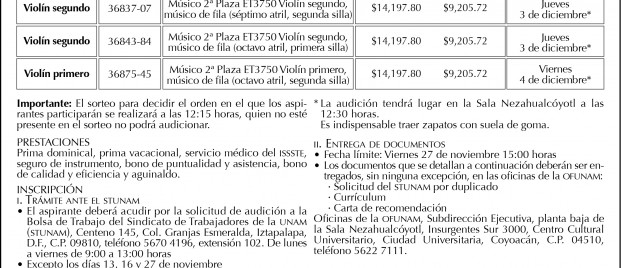 Violín segundo 36837-07 Músico 2ª Plaza ET3750 Violín segundo, músico de fila (séptimo atril, segunda silla) $14,197.80 $9,205.72 Jueves 3 de diciembre*
Violín segundo 36843-84 Músico 2ª Plaza ET3750 Violín segundo, músico de fila (octavo atril, primera silla) $14,197.80 $9,205.72 Jueves 3 de diciembre*
Violín primero 36875-45 Músico 2ª Plaza ET3750 Violín primero, músico de fila (octavo atril, segunda silla) $14,197.80 $9,205.72 Viernes 4 de diciembre*
Importante: El sorteo para decidir el orden en el que los aspi-
rantes participarán se realizará a las 12:15 horas, quien no esté
presente en el sorteo no podrá audicionar.
PRESTACIONES
Prima dominical, prima vacacional, servicio médico del ISSSTE,
seguro de instrumento, bono de puntualidad y asistencia, bono
de calidad y eficiencia y aguinaldo.
INSCRIPCIÓN
I. TRÁMITE ANTE EL STUNAM
• El aspirante deberá acudir por la solicitud de audición a la
Bolsa de Trabajo del Sindicato de Trabajadores de la UNAM
(STUNAM), Centeno 145, Col. Granjas Esmeralda, Iztapalapa,
D.F., C.P. 09810, teléfono 5670 4196, extensión 102. De lunes
a viernes de 9:00 a 13:00 horas
• Excepto los días 13, 16 y 27 de noviembre
* La audición tendrá lugar en la Sala Nezahualcóyotl a las
12:30 horas.
Es indispensable traer zapatos con suela de goma.
II. ENTREGA DE DOCUMENTOS
• Fecha límite: Viernes 27 de noviembre 15:00 horas
• Los documentos que se detallan a continuación deberán ser en-
tregados, sin ninguna excepción, en las oficinas de la OFUNAM:
· Solicitud del STUNAM por duplicado
· Currículum
· Carta de recomendación
Oficinas de la OFUNAM, Subdirección Ejecutiva, planta baja de
la Sala Nezahualcóyotl, Insurgentes Sur 3000, Centro Cultural
Universitario, Ciudad Universitaria, Coyoacán, C.P. 04510,
teléfono 5622 7111.